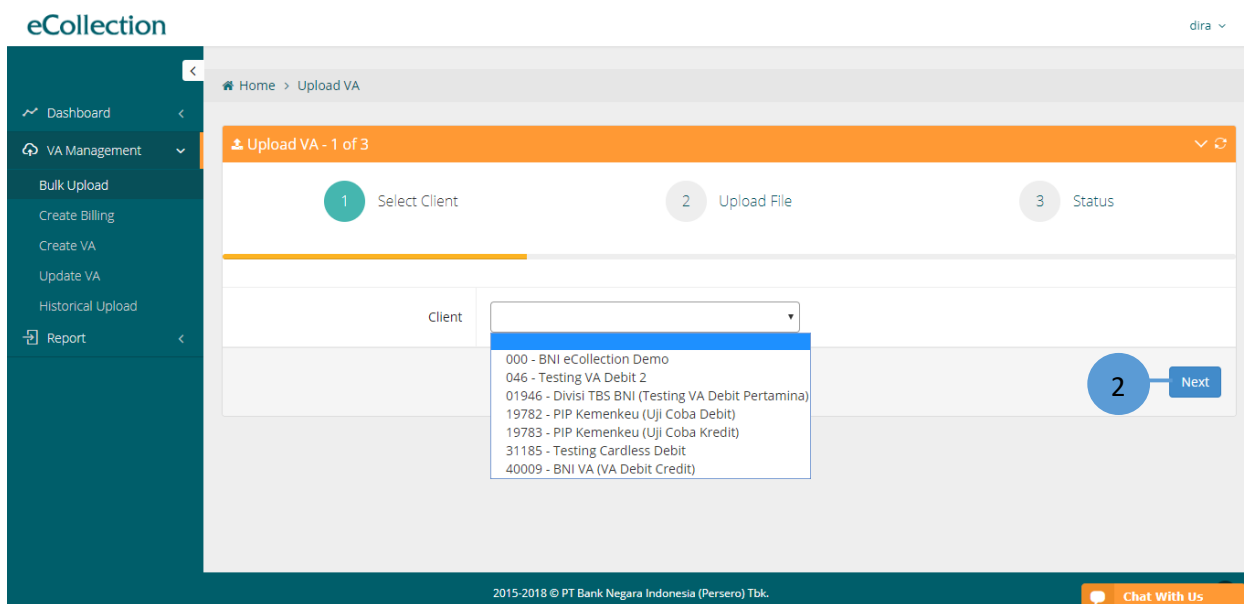 eCollection
dira
Home > Upload VA
Dashboard
VA Management
Bulk Upload
Create Billing
Create VA
Update VA
Historical Upload
Report
Upload VA - 1 of 3
1 Select Client
2 Upload File
3 Status
Client
000 - BNI eCollection Demo
046 - Testing VA Debit 2
01946 - Divisi TBS BNI (Testing VA Debit Pertamina)
19782 - PIP Kemenkeu (Uji Coba Debit)
19783 - PIP Kemenkeu (Uji Coba Kredit)
31185 - Testing Cardless Debit
40009 - BNI VA (VA Debit Credit)
2
Next
2015-2018 © PT Bank Negara Indonesia (Persero) Tbk.
Chat With Us